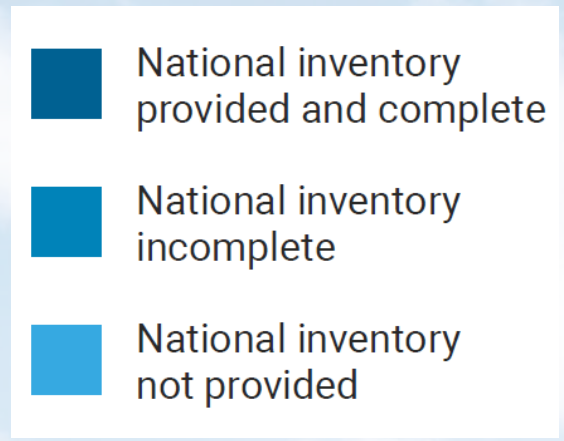 National inventory
provided and complete
National inventory
incomplete
National inventory
not provided